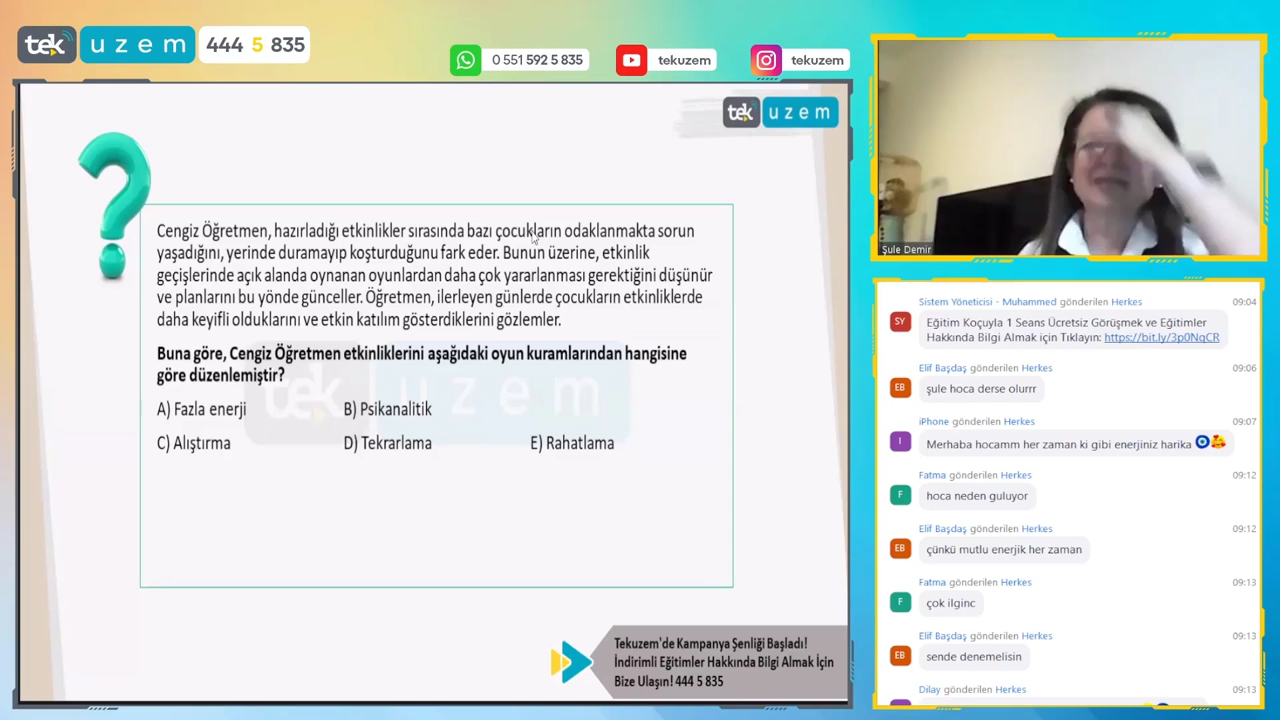 tek uzem 444 5 835
0 551 592 5 835
tekuzem
tekuzem
tek uzem
Cengiz Öğretmen, hazırladığı etkinlikler sırasında bazı çocukların odaklanmakta sorun
yaşadığını, yerinde duramayıp koşturduğunu fark eder. Bunun üzerine, etkinlik
geçişlerinde açık alanda oynanan oyunlardan daha çok yararlanması gerektiğini düşünür
ve planlarını bu yönde günceller. Öğretmen, ilerleyen günlerde çocukların etkinliklerde
daha keyifli olduklarını ve etkin katılım gösterdiklerini gözlemler.
Buna göre, Cengiz Öğretmen etkinliklerini aşağıdaki oyun kuramlarından hangisine
göre düzenlemiştir?
A) Fazla enerji B) Psikanalitik
C) Alıştırma D) Tekrarlama E) Rahatlama
tek uzem
Tekuzem'de Kampanya Şenliği Başladı!
İndirimli Eğitimler Hakkında Bilgi Almak İçin
Bize Ulaşın! 444 5 835
Şule Demir
Sistem Yöneticisi - Muhammed gönderilen Herkes 09:04
SY
Eğitim Koçuyla 1 Seans Ücretsiz Görüşmek ve Eğitimler
Hakkında Bilgi Almak için Tıklayın: https://bit.ly/3p0NqCR
Elif Başdaş gönderilen Herkes 09:06
EB şule hoca derse olurrr
iPhone gönderilen Herkes 09:07
I Merhaba hocamm her zaman ki gibi enerjiniz harika
Fatma gönderilen Herkes 09:12
F hoca neden guluyor
Elif Başdaş gönderilen Herkes 09:12
EB çünkü mutlu enerjik her zaman
Fatma gönderilen Herkes 09:13
F çok ilginc
Elif Başdaş gönderilen Herkes 09:13
EB sende denemelisin
Dilay gönderilen Herkes 09:13